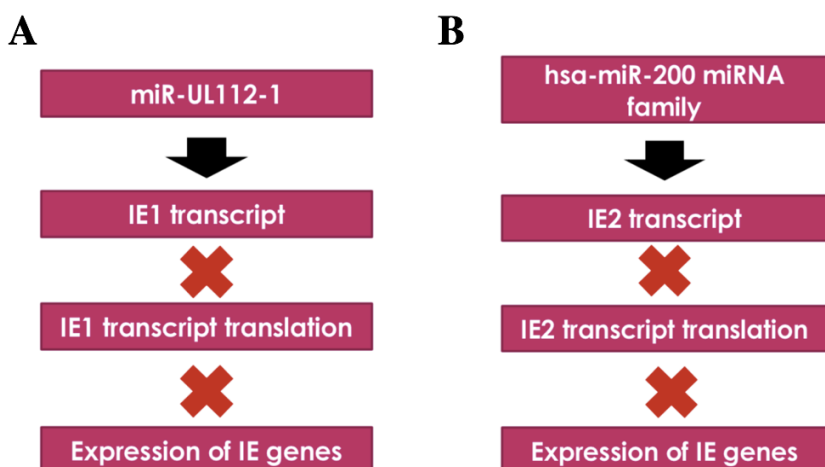 A
miR-UL112-1
IE1 transcript
IE1 transcript translation
Expression of IE genes
B
hsa-miR-200 miRNA
family
IE2 transcript
IE2 transcript translation
Expression of IE genes